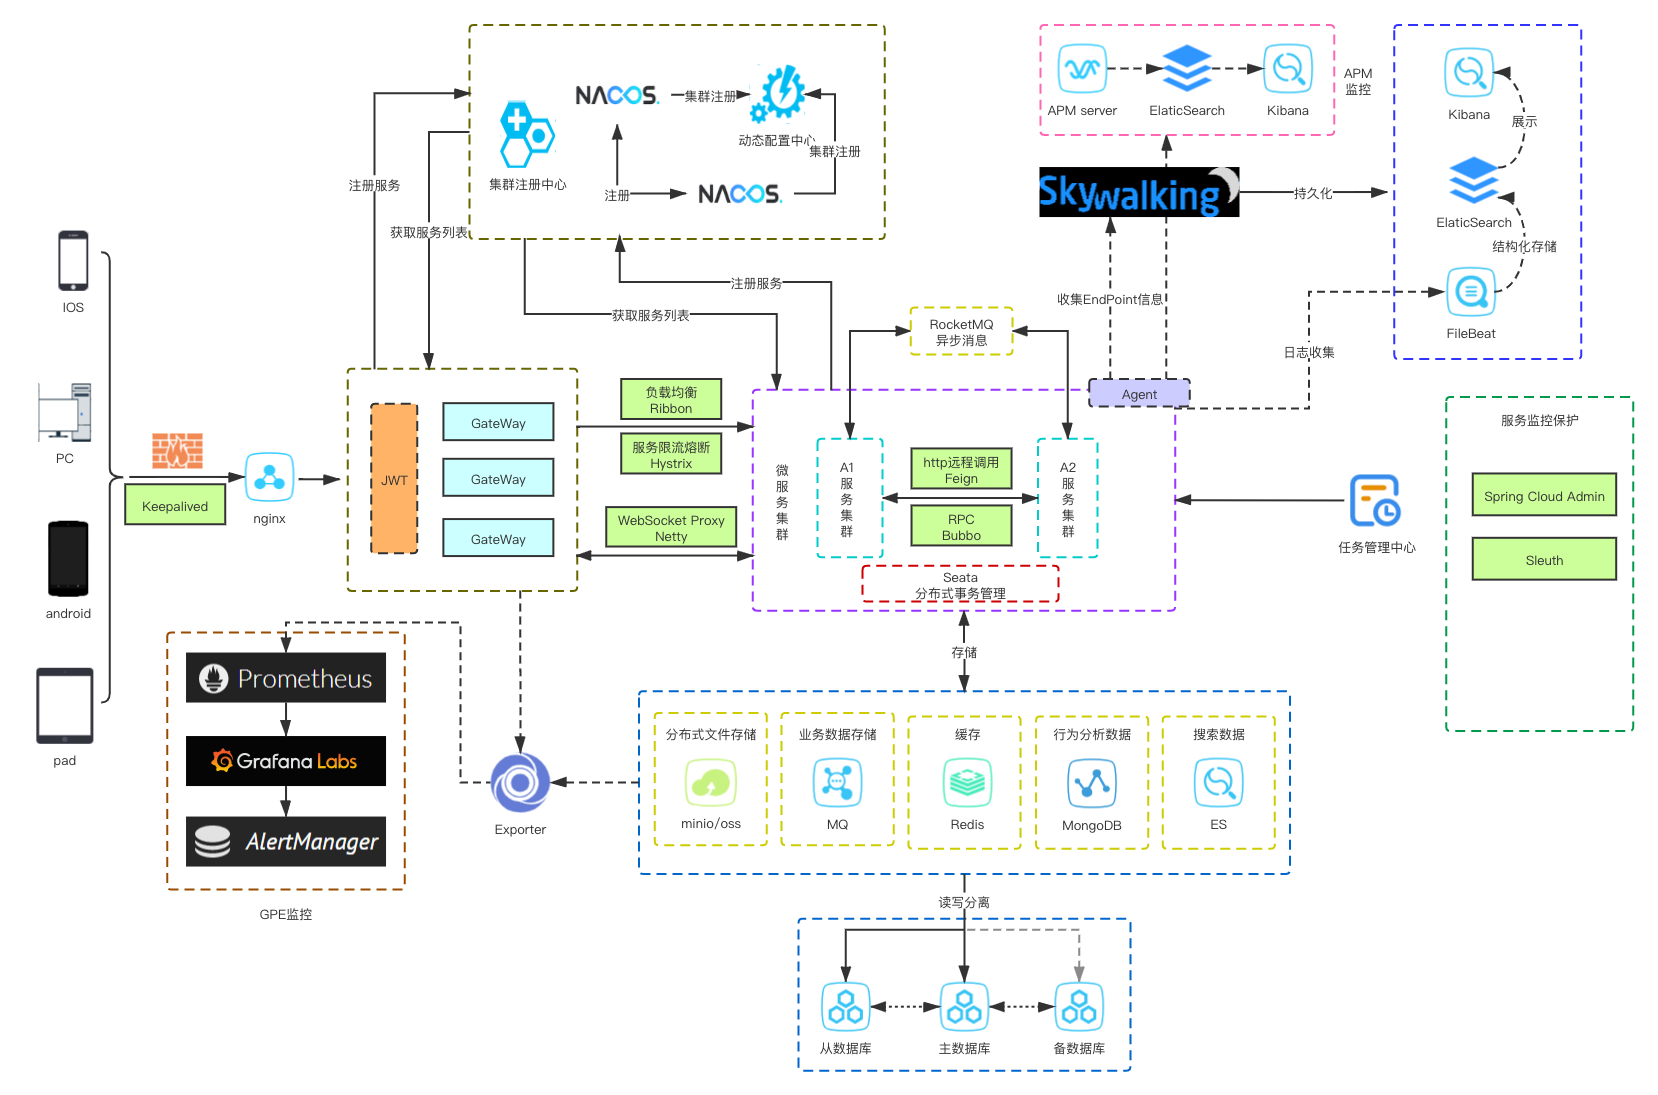 NACOS.
集群注册
动态配置中心
集群注册
集群注册中心
注册
NACOS.
注册服务
获取服务列表
注册服务
获取服务列表
APM server
ElaticSearch
Kibana
APM
监控
Skywalking
持久化
Kibana
展示
ElaticSearch
结构化存储
FileBeat
收集EndPoint信息
日志收集
IOS
PC
android
pad
Keepalived
nginx
JWT
GateWay
GateWay
GateWay
负载均衡
Ribbon
服务限流熔断
Hystrix
WebSocket Proxy
Netty
RocketMQ
异步消息
Agent
微
服
务
集
群
A1
服
务
集
群
http远程调用
Feign
RPC
Bubbo
A2
服
务
集
群
Seata
分布式事务管理
任务管理中心
服务监控保护
Spring Cloud Admin
Sleuth
存储
Prometheus
Grafana Labs
AlertManager
GPE监控
Exporter
分布式文件存储
minio/oss
业务数据存储
MQ
缓存
Redis
行为分析数据
MongoDB
搜索数据
ES
读写分离
从数据库
主数据库
备数据库